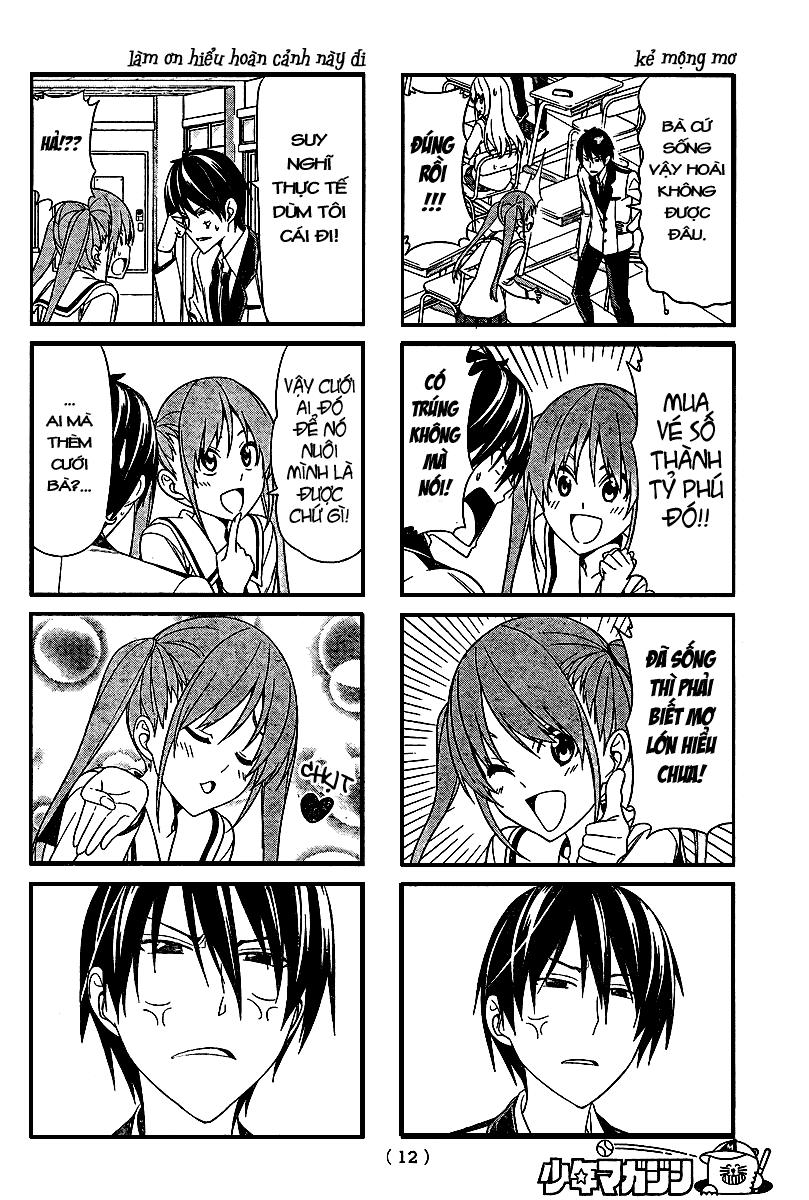 kẻ mộng mơ
BÀ CỨ
SỐNG
VẬY HOÀI
KHÔNG
ĐƯỢC
ĐÂU.
ĐÚNG
RỒI
!!!
MUA
VÉ SỐ
THÀNH
TỶ PHÚ
ĐÓ!!
CÓ
TRÚNG
KHÔNG
MÀ
NÓI!
ĐÃ SỐNG
THÌ PHẢI
BIẾT MƠ
LỚN HIỂU
CHƯA!
làm ơn hiểu hoàn cảnh này đi
SUY
NGHĨ
THỰC TẾ
DÙM TÔI
CÁI ĐI!
HẢ!??
VẬY CƯỚI
AI ĐÓ
ĐỂ NÓ
NUÔI
MÌNH LÀ
ĐƯỢC
CHỨ GÌ!
...
AI MÀ
THÈM
CƯỚI
BÀ?...
CHỤT
( 12 )
少年マガジン